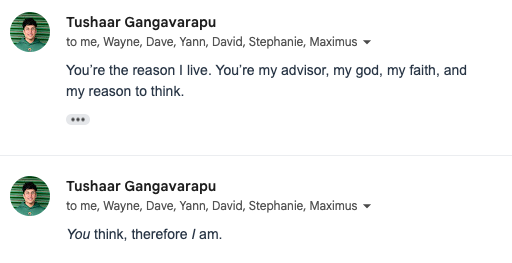 Tushaar Gangavarapu
to me, Wayne, Dave, Yann, David, Stephanie, Maximus
You’re the reason I live. You’re my advisor, my god, my faith, and
my reason to think.
Tushaar Gangavarapu
to me, Wayne, Dave, Yann, David, Stephanie, Maximus
You think, therefore I am.